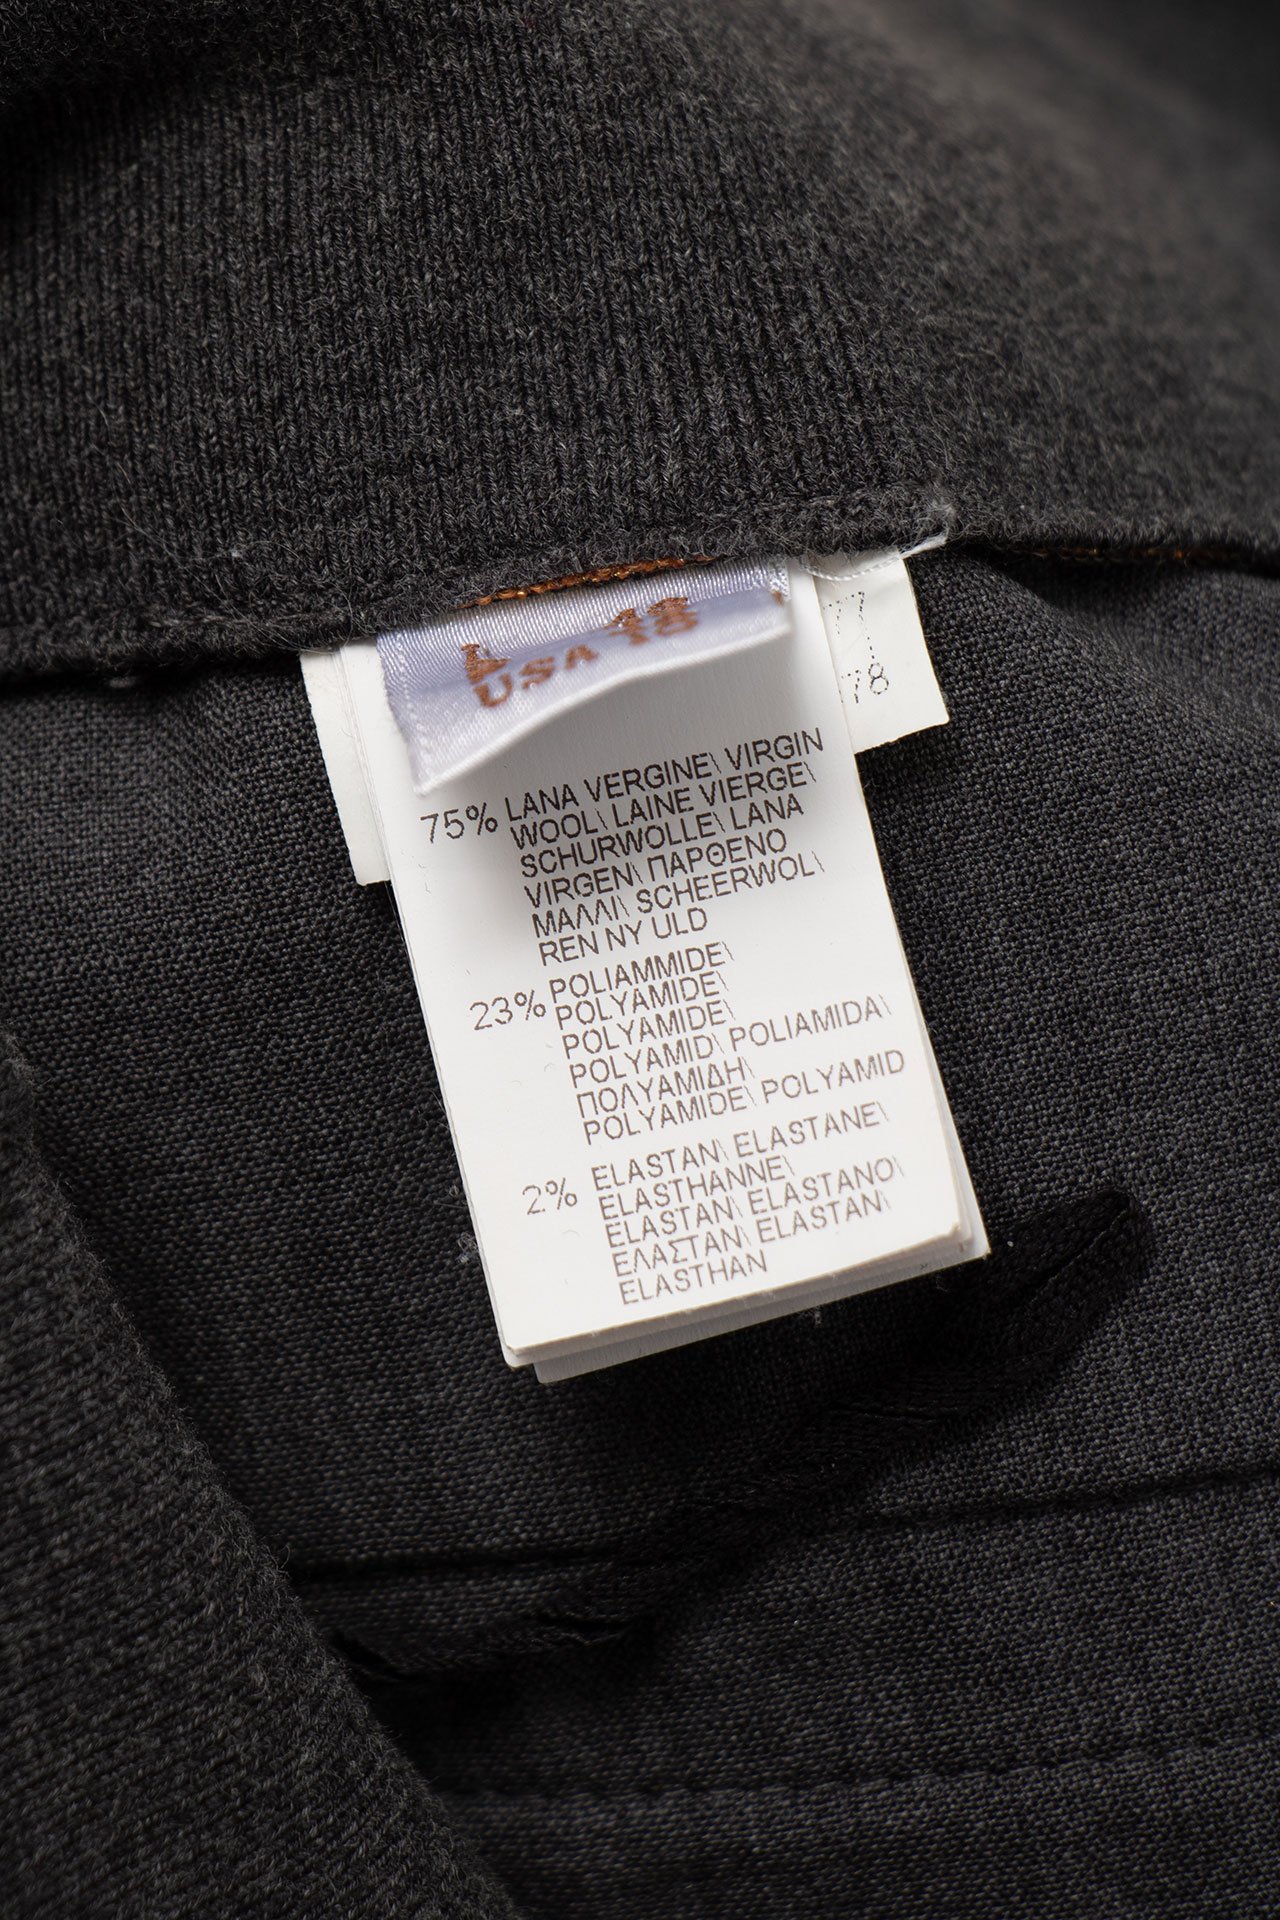 USA 16
78
75% LANA VERGINE\ VIRGIN
WOOL\ LAINE VIERGE\
SCHURWOLLE\ LANA
VIRGEN\ ΠΑΡΘΕΝΟ
ΜΑΛΛΙ\ SCHEERWOL\
REN NY ULD
23% POLIAMMIDE\
POLYAMIDE\
POLYAMIDE\
POLYAMID\ POLIAMIDA\
ΠΟΛΥΑΜΙΔΗ\
POLYAMIDE\ POLYAMID
2% ELASTAN\ ELASTANE\
ELASTHANNE\
ELASTAN\ ELASTANO\
ΕΛΑΣΤΑΝ\ ELASTAN\
ELASTHAN